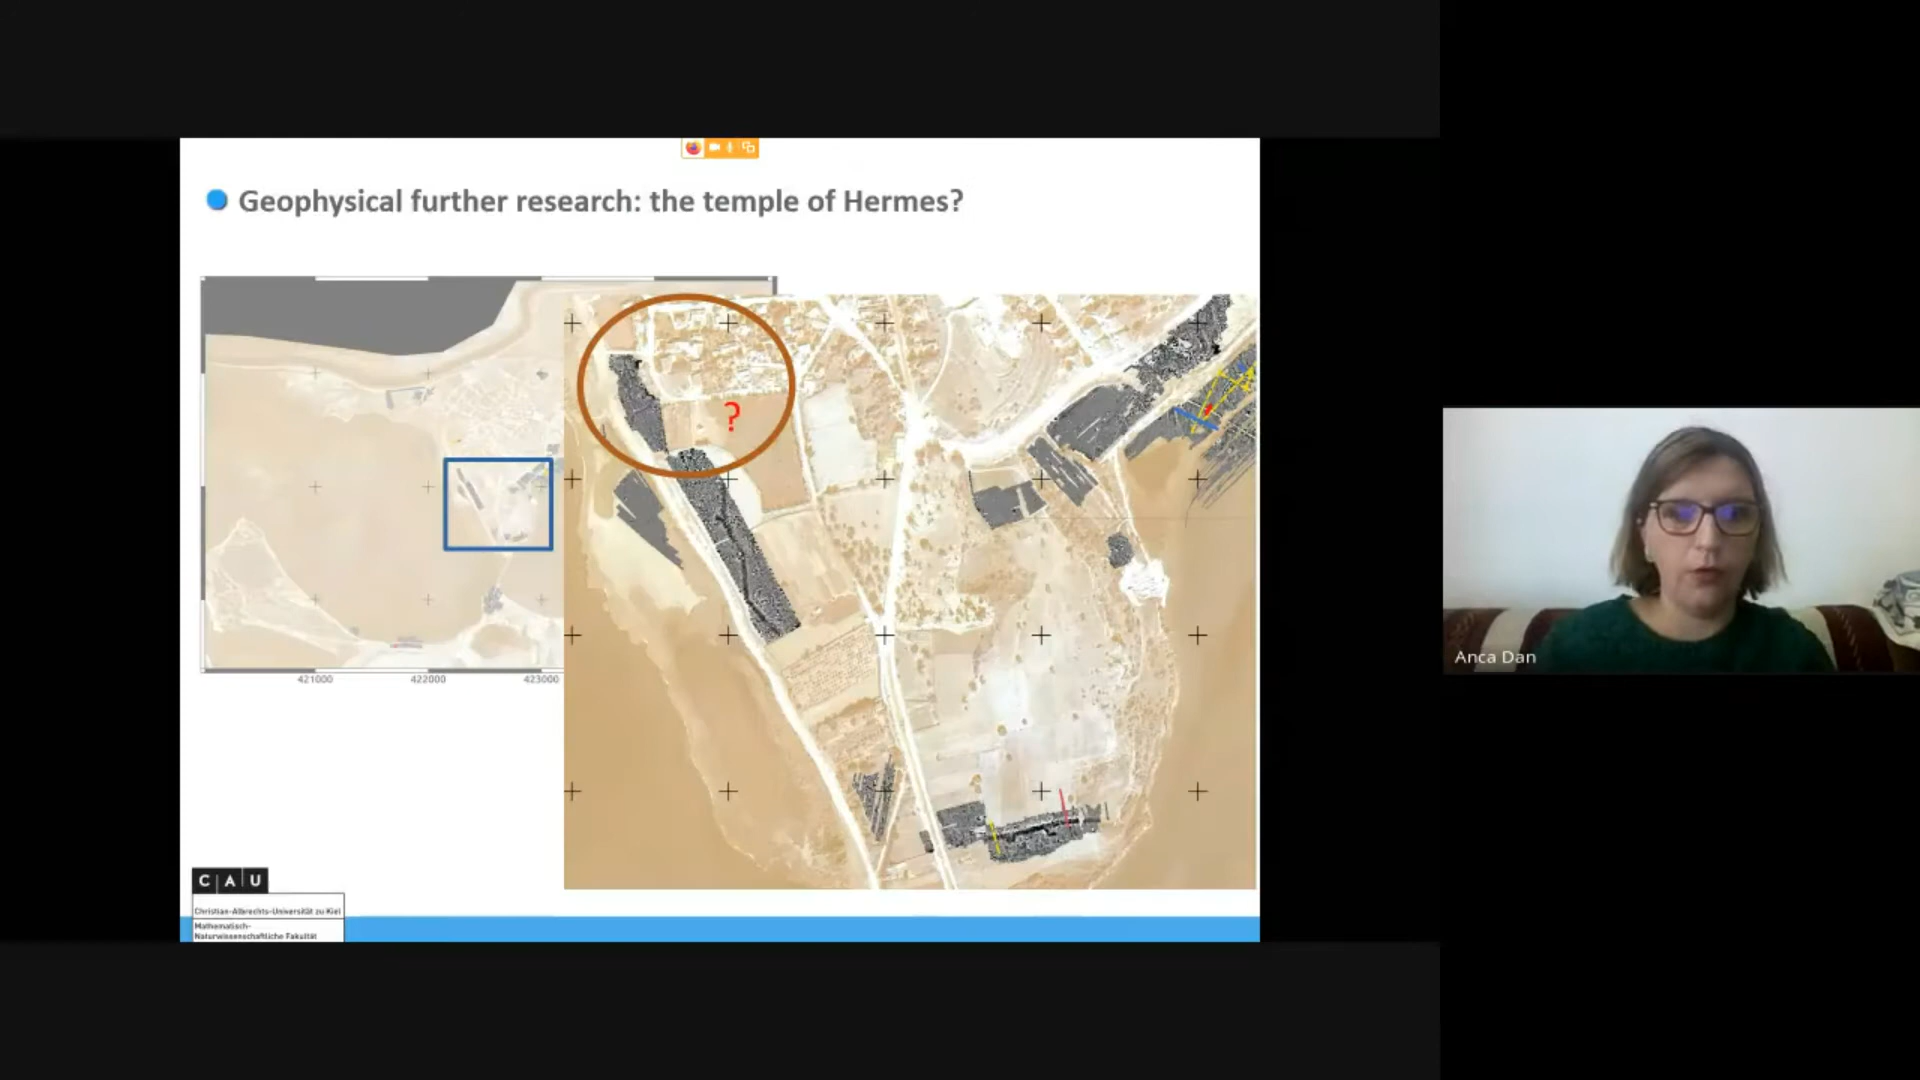 Geophysical further research: the temple of Hermes?
?
421000 422000 423000
C A U
Christian-Albrechts-Universität zu Kiel
Mathematisch-
Naturwissenschaftliche Fakultät
Anca Dan